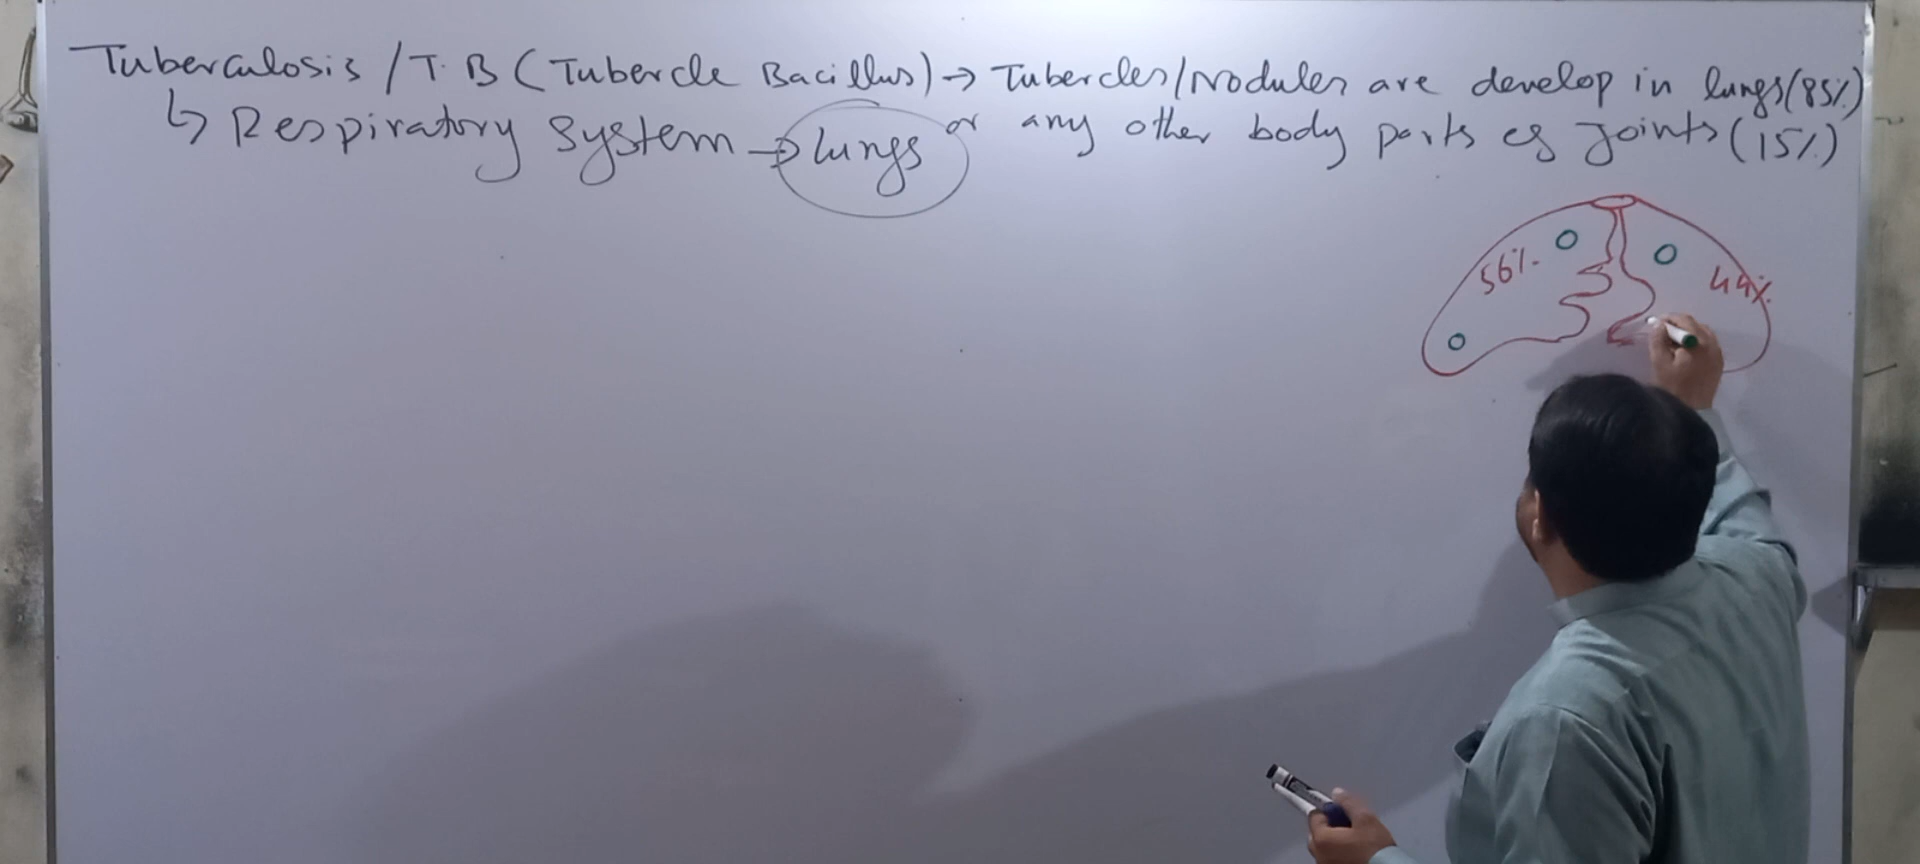 Tuberculosis / T.B (Tubercle Bacillus) → Tubercles/Nodules are develop in lungs (85%)
↳ Respiratory system → lungs or any other body parts eg Joints (15%)
56%.
44%.